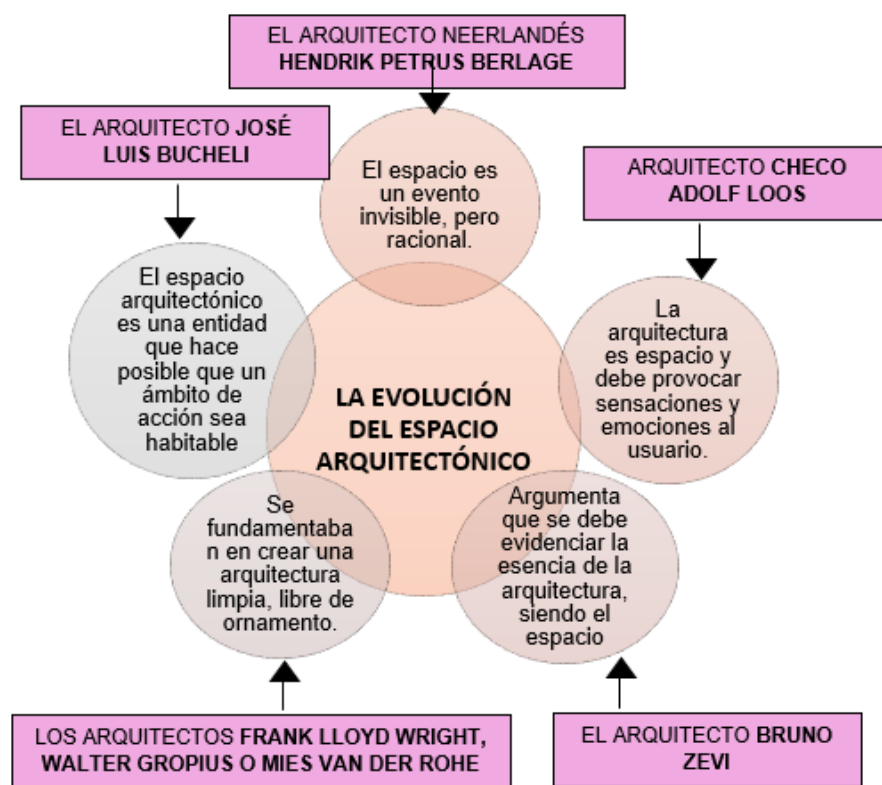 EL ARQUITECTO NEERLANDÉS
HENDRIK PETRUS BERLAGE
El espacio es
un evento
invisible, pero
racional.
EL ARQUITECTO JOSÉ
LUIS BUCHELI
El espacio
arquitectónico
es una entidad
que hace
posible que un
ámbito de
acción sea
habitable
ARQUITECTO CHECO
ADOLF LOOS
La
arquitectura
es espacio y
debe provocar
sensaciones y
emociones al
usuario.
LA EVOLUCIÓN
DEL ESPACIO
ARQUITECTÓNICO
Se
fundamentaba
n en crear una
arquitectura
limpia, libre de
ornamento.
Argumenta
que se debe
evidenciar la
esencia de la
arquitectura,
siendo el
espacio
LOS ARQUITECTOS FRANK LLOYD WRIGHT,
WALTER GROPIUS O MIES VAN DER ROHE
EL ARQUITECTO BRUNO
ZEVI